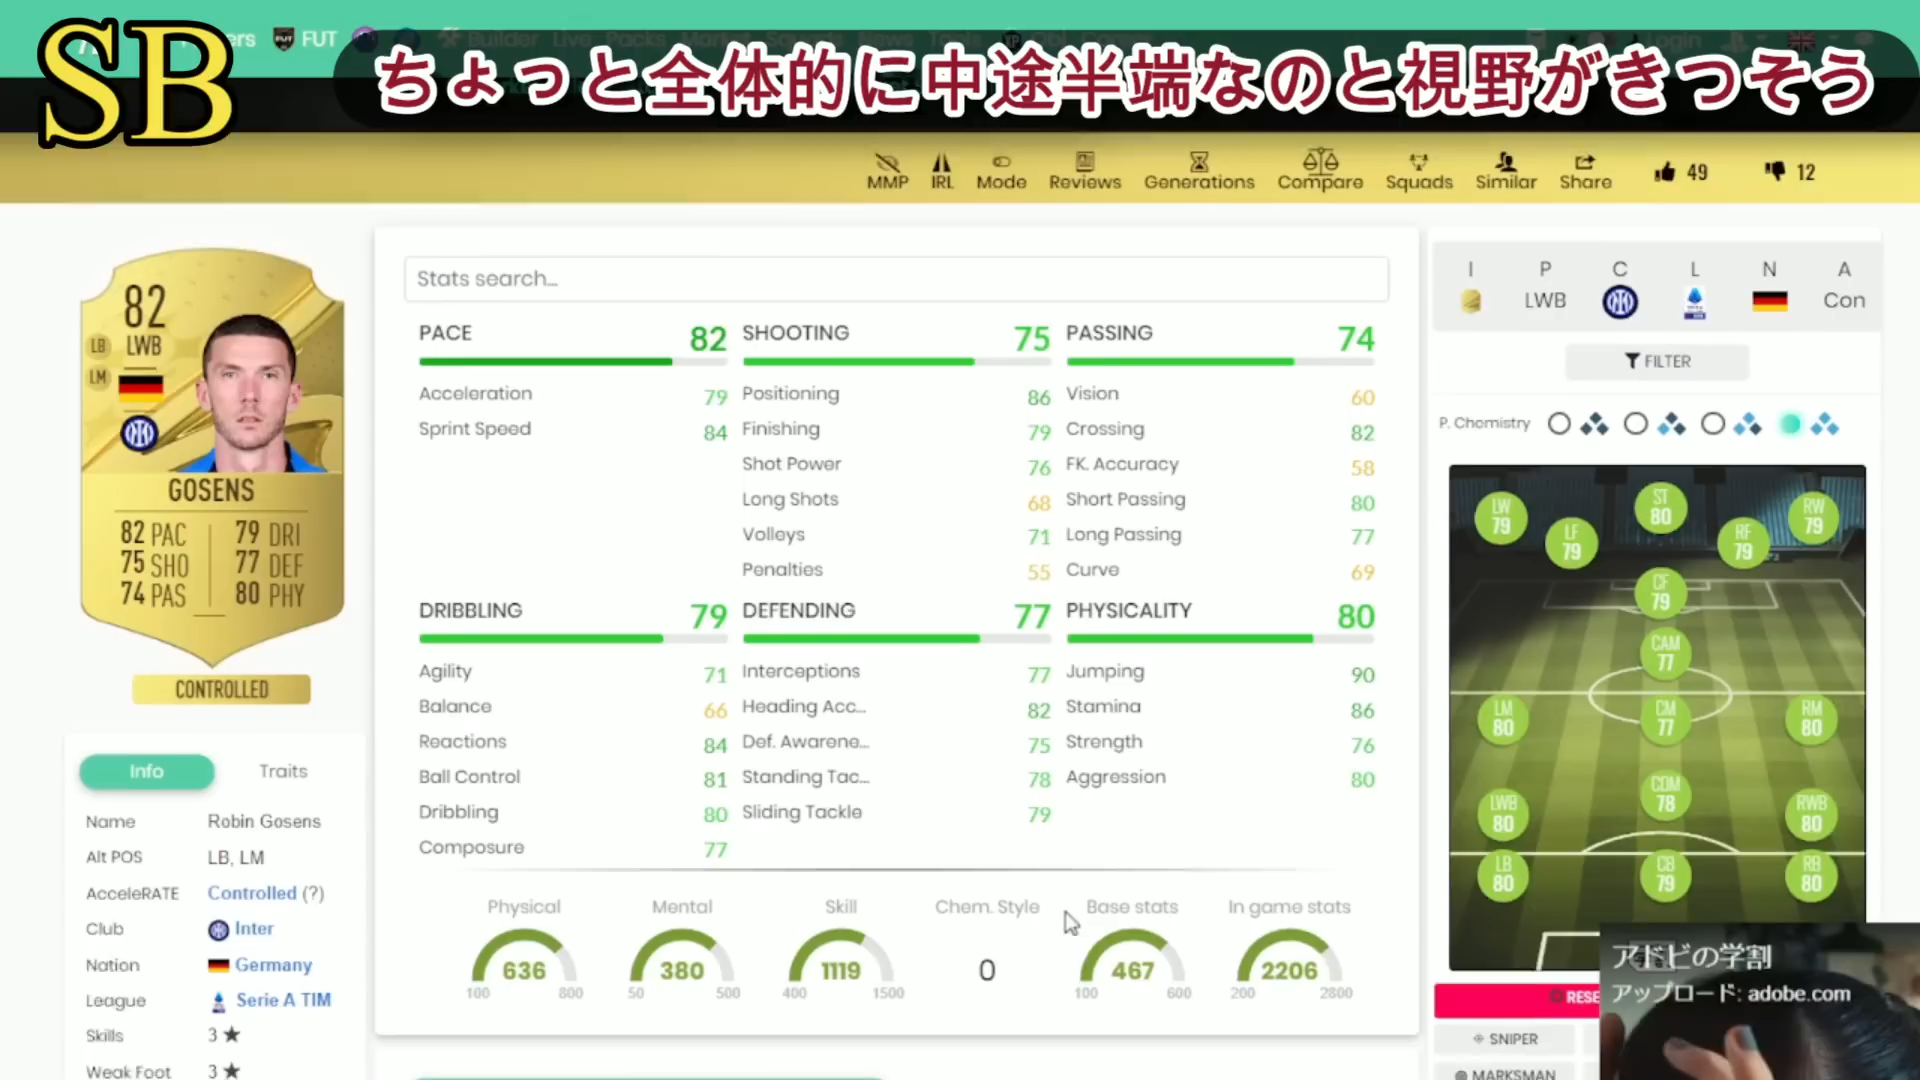 SB
FUT
ちょっと全体的に中途半端なのと視野がきつそう
MMP IRL Mode Reviews Generations Compare Squads Similar Share 49 12
82
LB LWB
LM
GOSENS
82 PAC 79 DRI
75 SHO 77 DEF
74 PAS 80 PHY
CONTROLLED
Info Traits
Name Robin Gosens
Alt POS LB, LM
AcceleRATE Controlled (?)
Club Inter
Nation Germany
League Serie A TIM
Skills 3 ★
Weak Foot 3 ★
Stats search...
PACE 82
Acceleration 79
Sprint Speed 84
SHOOTING 75
Positioning 86
Finishing 79
Shot Power 76
Long Shots 68
Volleys 71
Penalties 55
PASSING 74
Vision 60
Crossing 82
FK. Accuracy 58
Short Passing 80
Long Passing 77
Curve 69
DRIBBLING 79
Agility 71
Balance 66
Reactions 84
Ball Control 81
Dribbling 80
Composure 77
DEFENDING 77
Interceptions 77
Heading Acc... 82
Def. Awarene... 75
Standing Tac... 78
Sliding Tackle 79
PHYSICALITY 80
Jumping 90
Stamina 86
Strength 76
Aggression 80
Physical Mental Skill Chem. Style Base stats In game stats
636 380 1119 0 467 2206
100 800 50 500 400 1500 100 600 200 2800
I P C L N A
LWB Con
FILTER
P. Chemistry
LW 79
ST 80
RW 79
LF 79
RF 79
CF 79
CAM 77
LM 80
CM 77
RM 80
LWB 80
CDM 78
RWB 80
LB 80
CB 79
RB 80
RESE
SNIPER
MARKSMAN
アドビの学割
アップロード: adobe.com